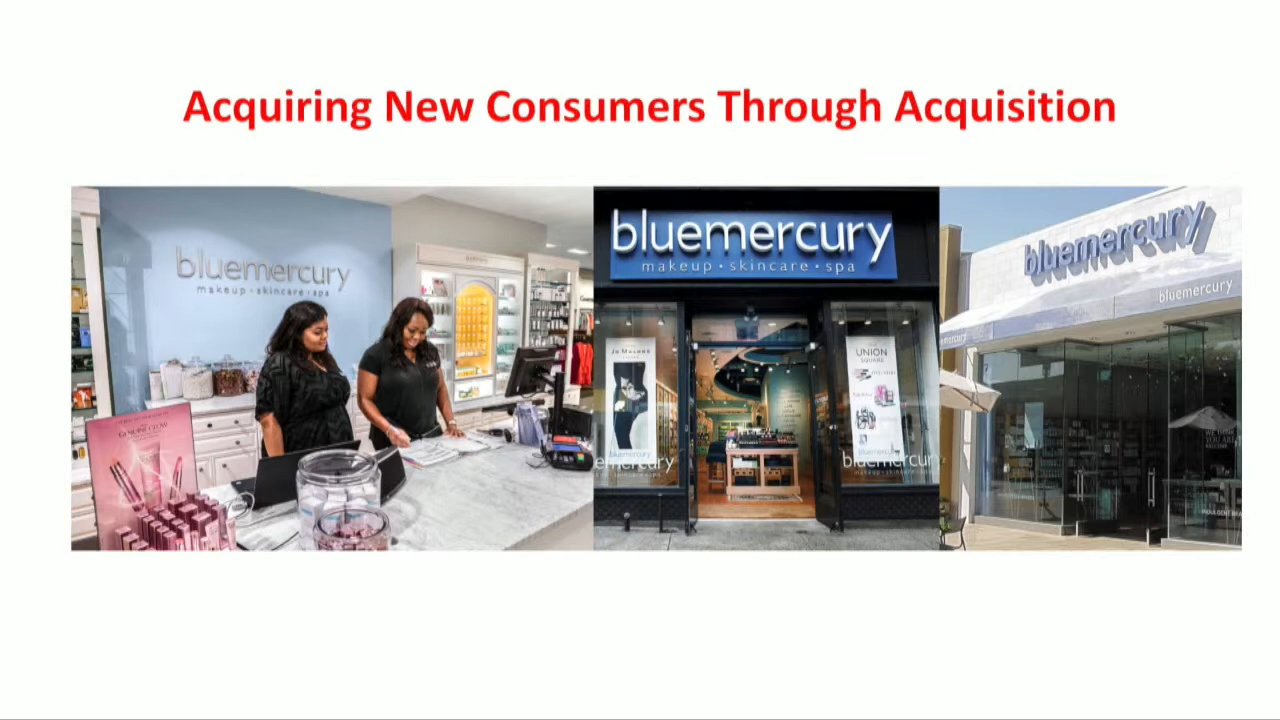 Acquiring New Consumers Through Acquisition
bluemercury
makeup·skincare·spa
bluemercury
makeup·skincare·spa
bluemercury
bluemercury
JO MALONE
UNION
SQUARE
bluemercury
bluemercury